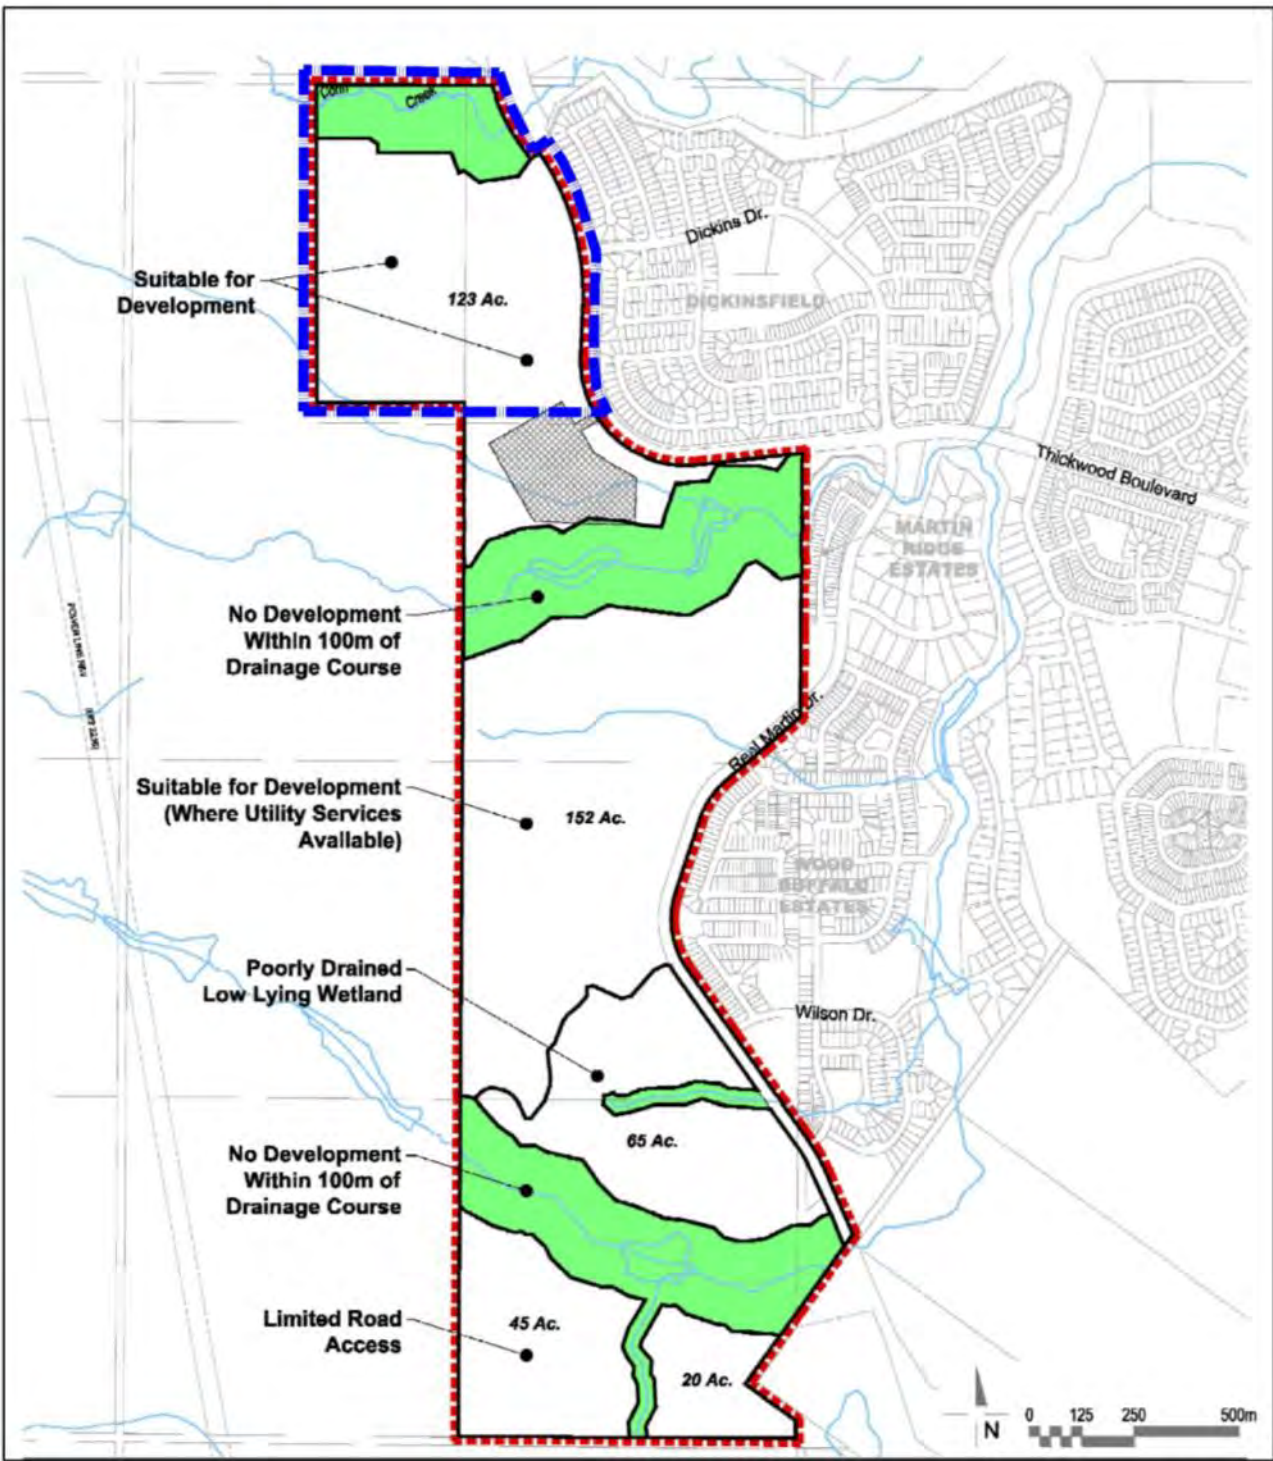 Conn Creek
Dickins Dr.
DICKINSFIELD
Suitable for
Development
123 Ac.
Thickwood Boulevard
MARTIN
RIDGE
ESTATES
No Development
Within 100m of
Drainage Course
Real Martin Dr.
Suitable for Development
(Where Utility Services
Available)
152 Ac.
WOOD
BUFFALO
ESTATES
Poorly Drained
Low Lying Wetland
Wilson Dr.
65 Ac.
No Development
Within 100m of
Drainage Course
Limited Road
Access
45 Ac.
20 Ac.
N
0 125 250 500m